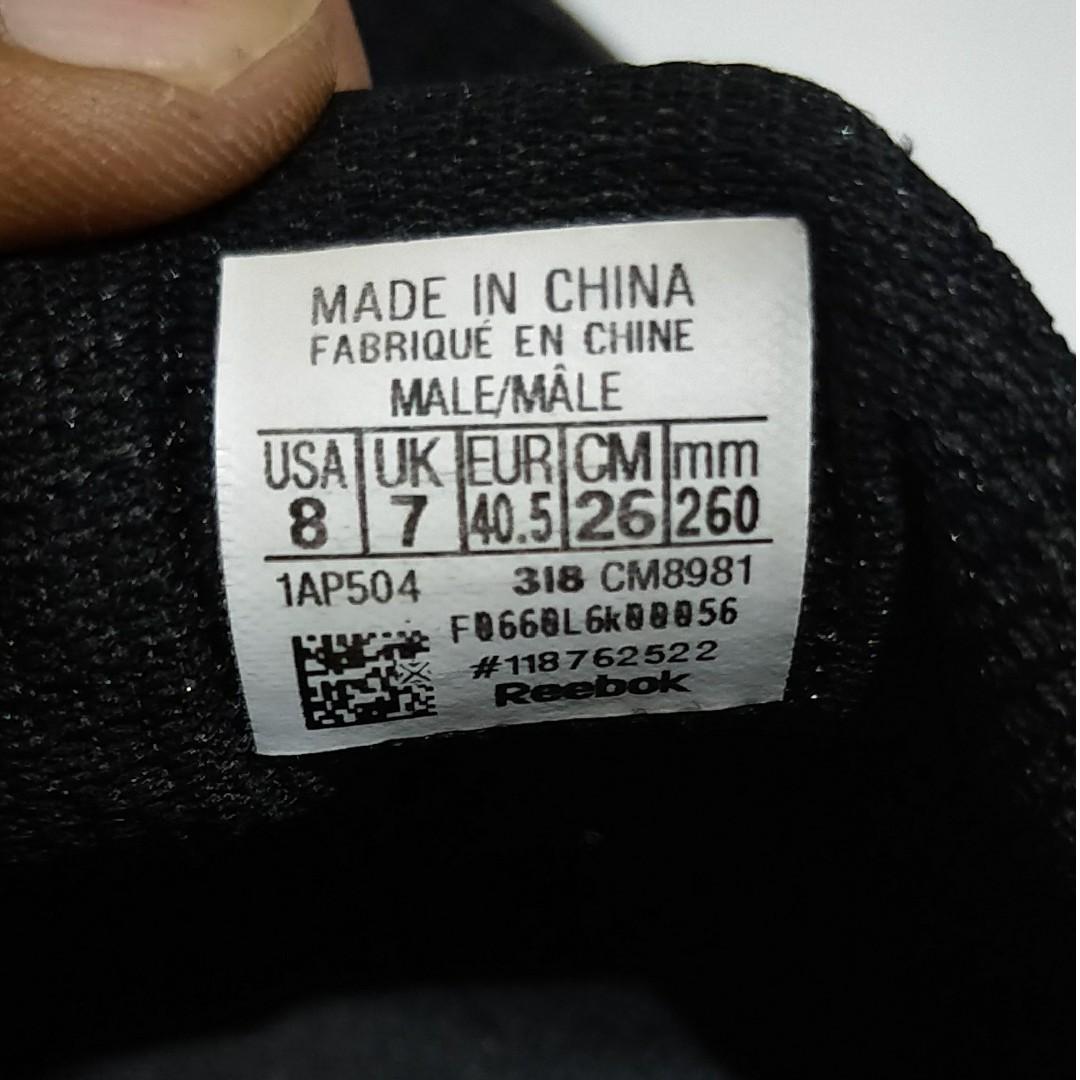 MADE IN CHINA
FABRIQUÉ EN CHINE
MALE/MÂLE
USA UK EUR CM mm
8 7 40.5 26 260
1AP504 318 CM8981
F0660L6k00056
#118762522
Reebok